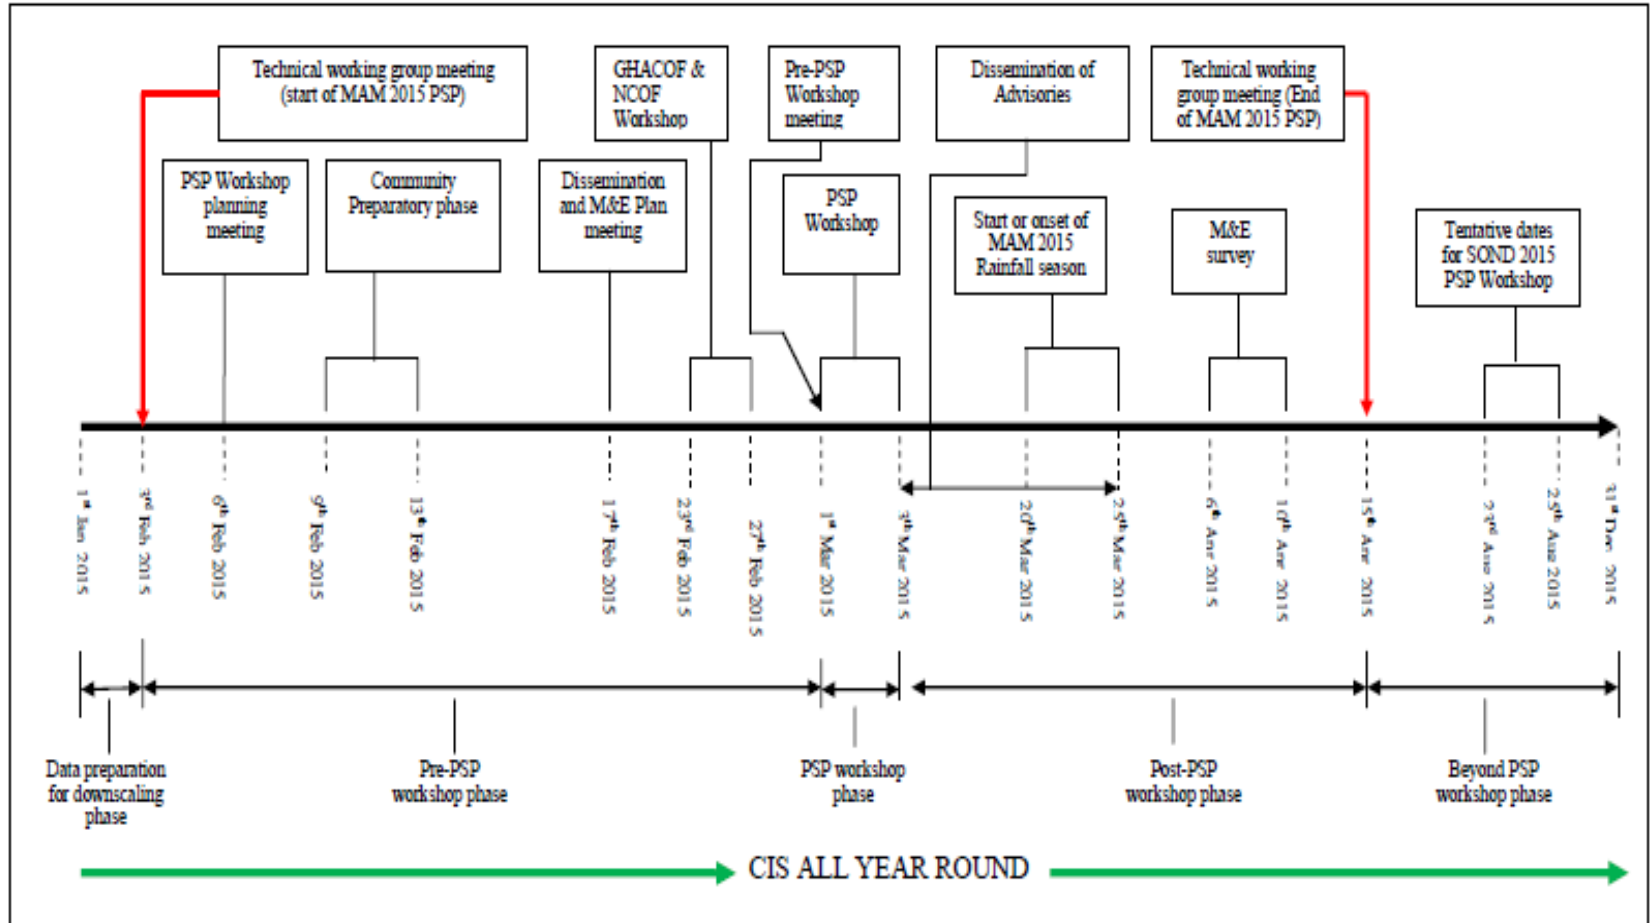 Technical working group meeting
(start of MAM 2015 PSP)
GHACOF &
NCOF
Workshop
Pre-PSP
Workshop
meeting
Dissemination of
Advisories
Technical working
group meeting (End
of MAM 2015 PSP)
PSP Workshop
planning
meeting
Community
Preparatory phase
Dissemination
and M&E Plan
meeting
PSP
Workshop
Start or onset of
MAM 2015
Rainfall season
M&E
survey
Tentative dates
for SOND 2015
PSP Workshop
1st Jan 2015
3rd Feb 2015
6th Feb 2015
9th Feb 2015
13th Feb 2015
17th Feb 2015
23rd Feb 2015
27th Feb 2015
1st Mar 2015
3th Mar 2015
20th Mar 2015
25th Mar 2015
6th Apr 2015
10th Apr 2015
15th Apr 2015
23rd Aug 2015
25th Aug 2015
31st Dec 2015
Data preparation
for downscaling
phase
Pre-PSP
workshop phase
PSP workshop
phase
Post-PSP
workshop phase
Beyond PSP
workshop phase
CIS ALL YEAR ROUND